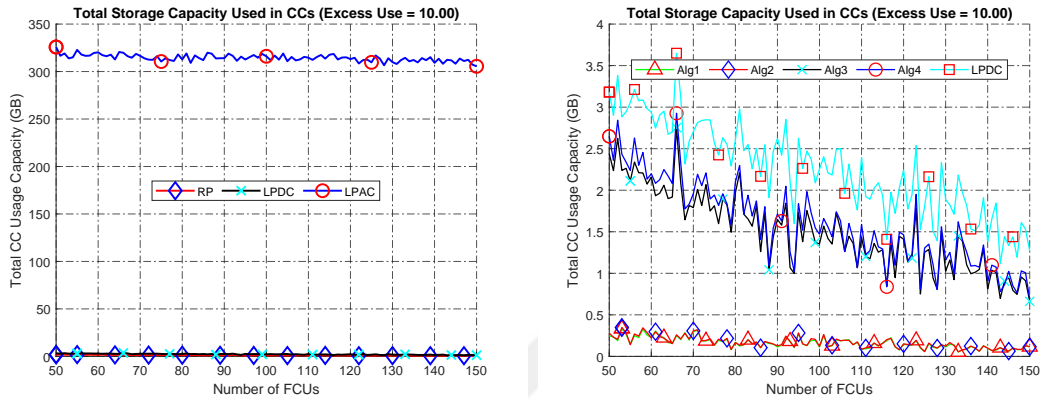 Total Storage Capacity Used in CCs (Excess Use = 10.00)
350
300
250
200
150
100
50
0
Total CC Usage Capacity (GB)
RP LPDC LPAC
50 60 70 80 90 100 110 120 130 140 150
Number of FCUs
Total Storage Capacity Used in CCs (Excess Use = 10.00)
4
3.5
3
2.5
2
1.5
1
0.5
0
Total CC Usage Capacity (GB)
Alg1 Alg2 Alg3 Alg4 LPDC
50 60 70 80 90 100 110 120 130 140 150
Number of FCUs